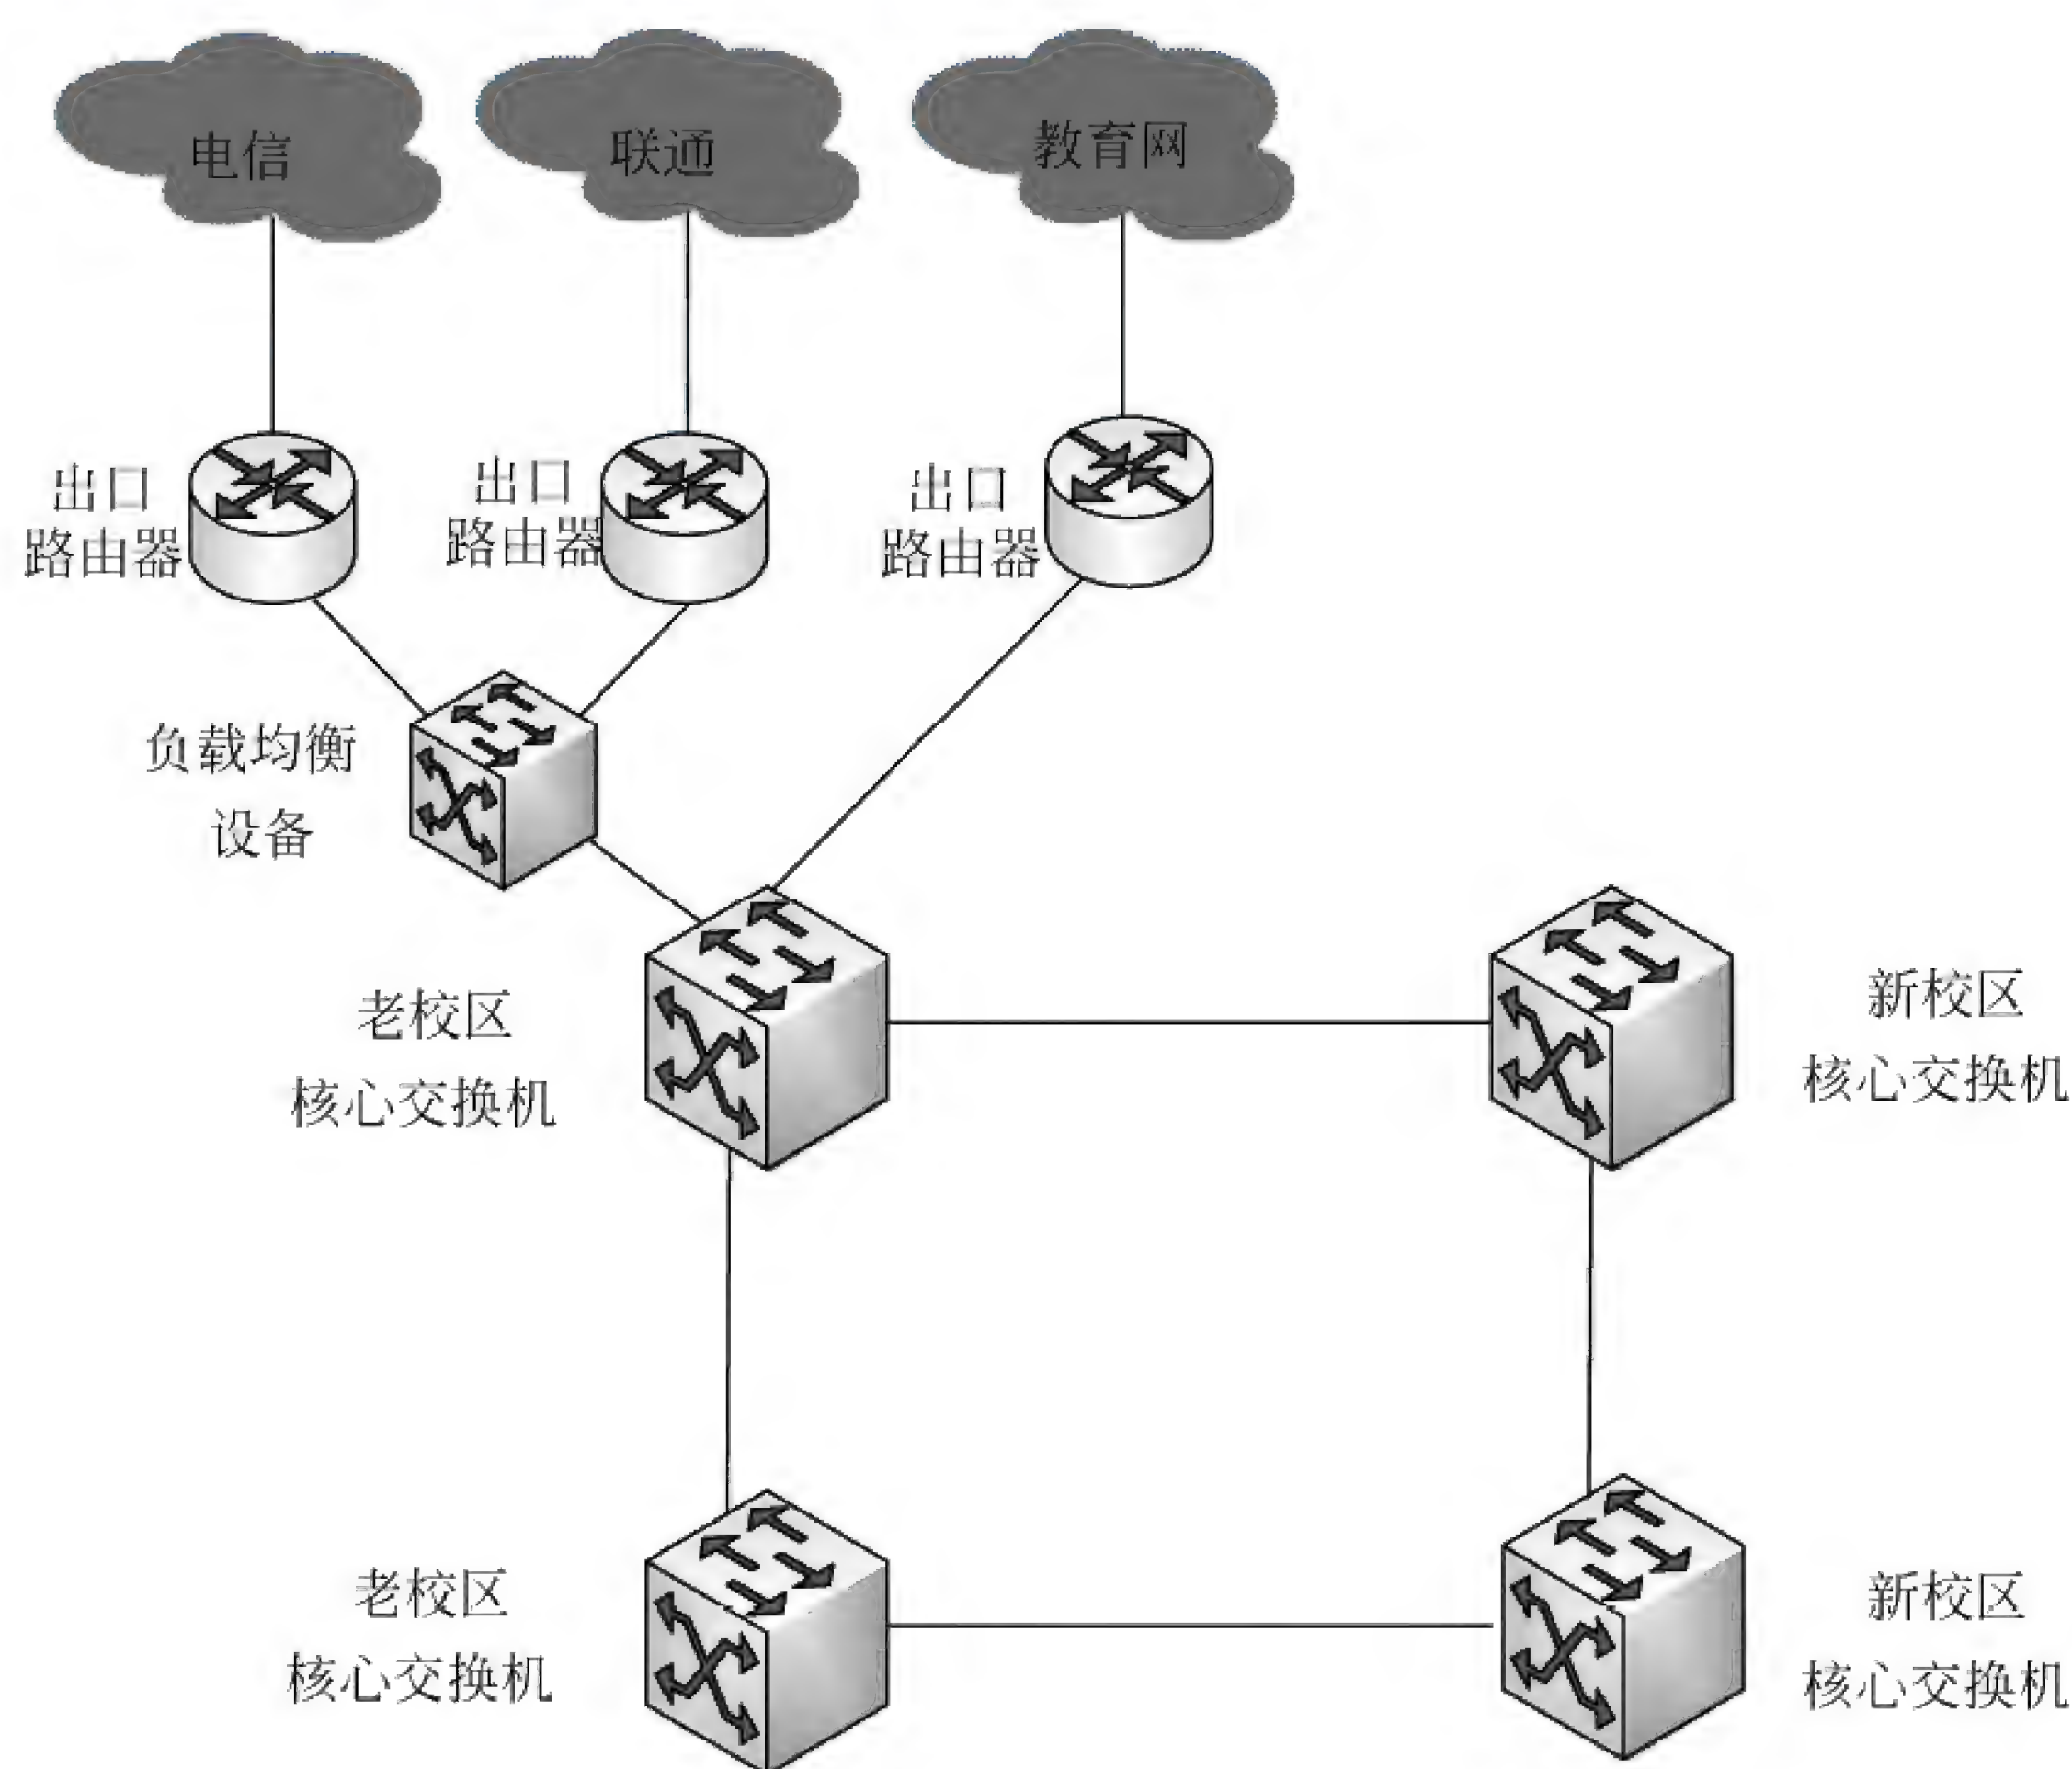 电信
联通
教育网
出口
路由器
出口
路由器
出口
路由器
负载均衡
设备
老校区
核心交换机
新校区
核心交换机
老校区
核心交换机
新校区
核心交换机